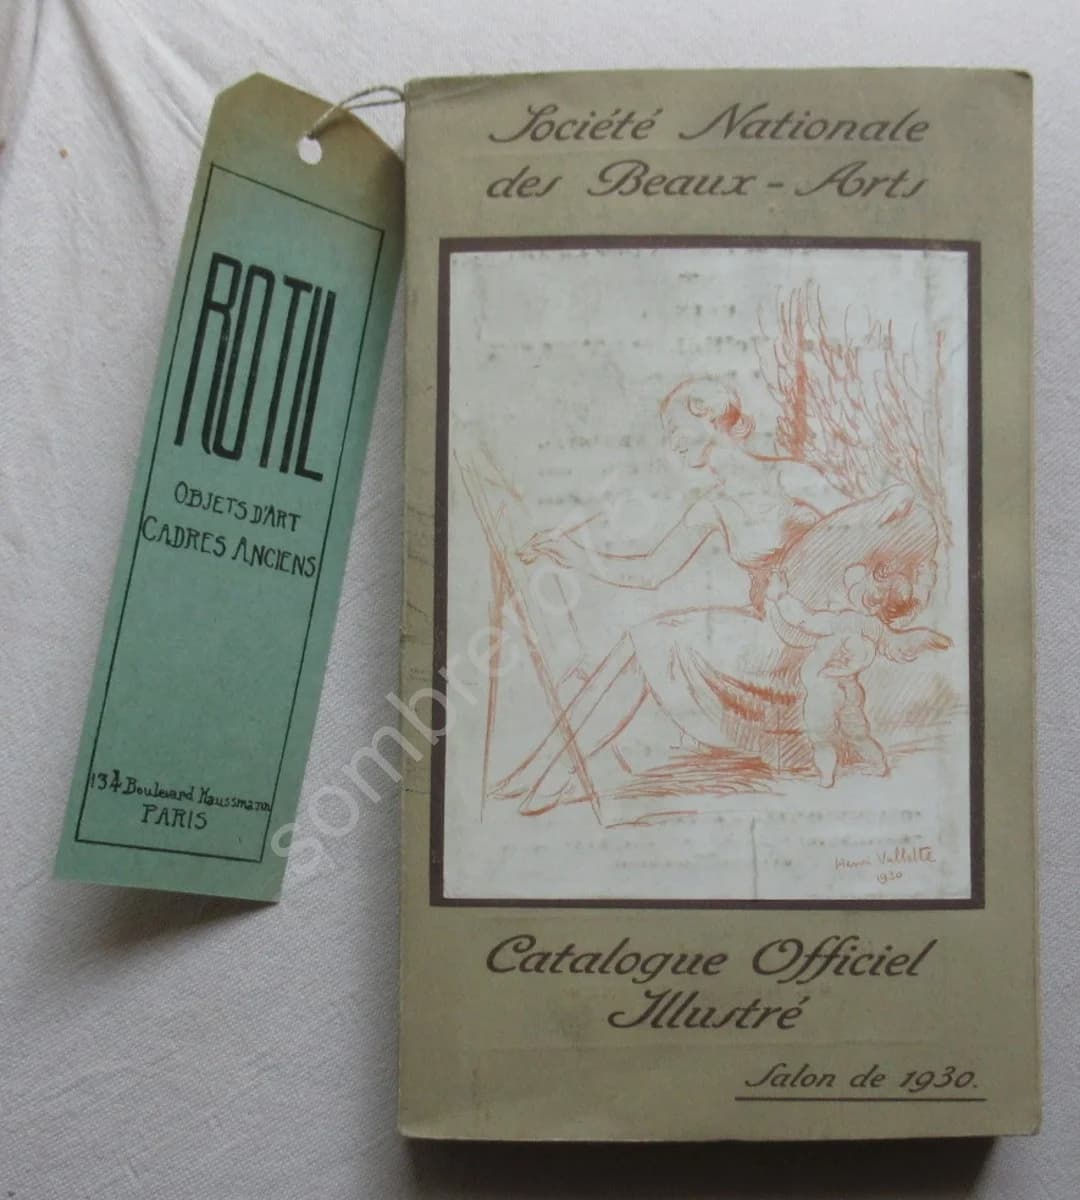 ROTIL
OBJETS D'ART
CADRES ANCIENS
134 Boulevard Haussmann
PARIS
Société Nationale
des Beaux-Arts
Henri Vallette
1930
Catalogue Officiel
Illustré
Salon de 1930.
sombreros